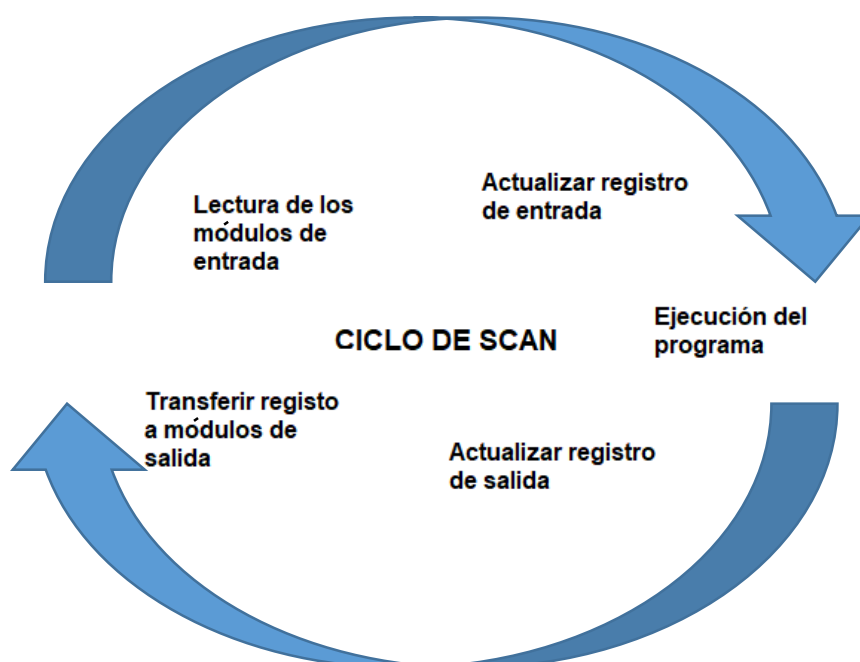 Lectura de los
módulos de
entrada
Actualizar registro
de entrada
Ejecución del
programa
CICLO DE SCAN
Transferir registo
a módulos de
salida
Actualizar registro
de salida